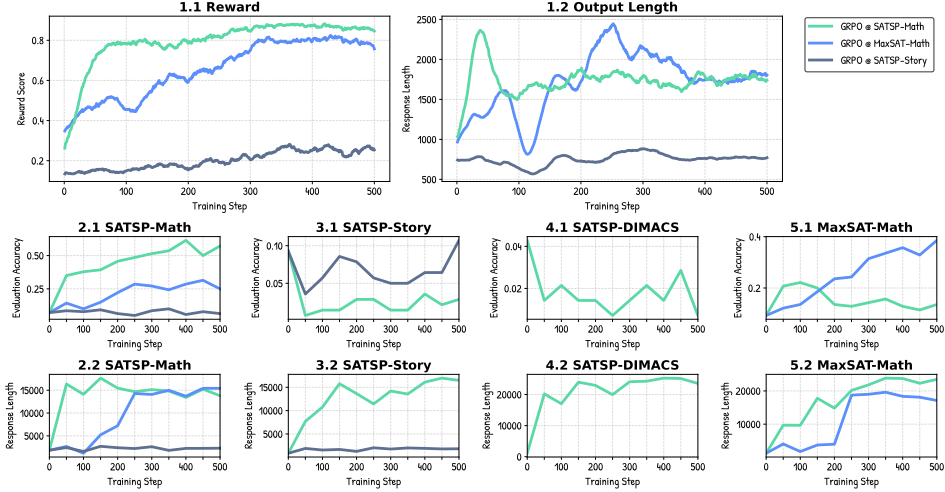 1.1 Reward
Reward Score
0.8
0.6
0.4
0.2
0 100 200 300 400 500
Training Step
1.2 Output Length
Response Length
2500
2000
1500
1000
500
0 100 200 300 400 500
Training Step
GRPO @ SATSP-Math
GRPO @ MaxSAT-Math
GRPO @ SATSP-Story
2.1 SATSP-Math
Evaluation Accuracy
0.50
0.25
0 100 200 300 400 500
Training Step
3.1 SATSP-Story
Evaluation Accuracy
0.10
0.05
0 100 200 300 400 500
Training Step
4.1 SATSP-DIMACS
Evaluation Accuracy
0.04
0.02
0 100 200 300 400 500
Training Step
5.1 MaxSAT-Math
Evaluation Accuracy
0.4
0.2
0 100 200 300 400 500
Training Step
2.2 SATSP-Math
Response Length
15000
10000
5000
0 100 200 300 400 500
Training Step
3.2 SATSP-Story
Response Length
15000
10000
5000
0 100 200 300 400 500
Training Step
4.2 SATSP-DIMACS
Response Length
20000
10000
0
0 100 200 300 400 500
Training Step
5.2 MaxSAT-Math
Response Length
20000
10000
0 100 200 300 400 500
Training Step